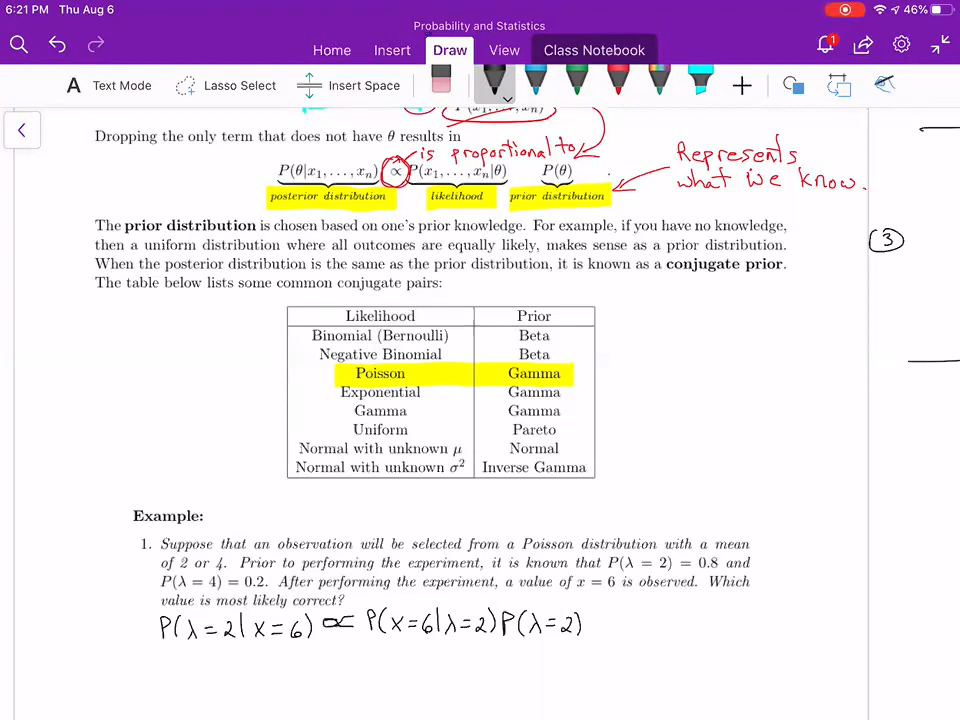 6:21 PM Thu Aug 6
46%
Probability and Statistics
Home Insert Draw View Class Notebook
1
A Text Mode Lasso Select Insert Space
P(x₁, . . . , xₙ)
Dropping the only term that does not have θ results in
is proportional to
P(θ|x₁, . . . , xₙ) ∝ P(x₁, . . . , xₙ|θ) P(θ) .
posterior distribution likelihood prior distribution
Represents
what we know.
The prior distribution is chosen based on one's prior knowledge. For example, if you have no knowledge,
then a uniform distribution where all outcomes are equally likely, makes sense as a prior distribution.
When the posterior distribution is the same as the prior distribution, it is known as a conjugate prior.
The table below lists some common conjugate pairs:
3
Likelihood Prior
Binomial (Bernoulli) Beta
Negative Binomial Beta
Poisson Gamma
Exponential Gamma
Gamma Gamma
Uniform Pareto
Normal with unknown μ Normal
Normal with unknown σ² Inverse Gamma
Example:
1. Suppose that an observation will be selected from a Poisson distribution with a mean
of 2 or 4. Prior to performing the experiment, it is known that P(λ = 2) = 0.8 and
P(λ = 4) = 0.2. After performing the experiment, a value of x = 6 is observed. Which
value is most likely correct?
P(λ=2|x=6) ∝ P(x=6|λ=2)P(λ=2)